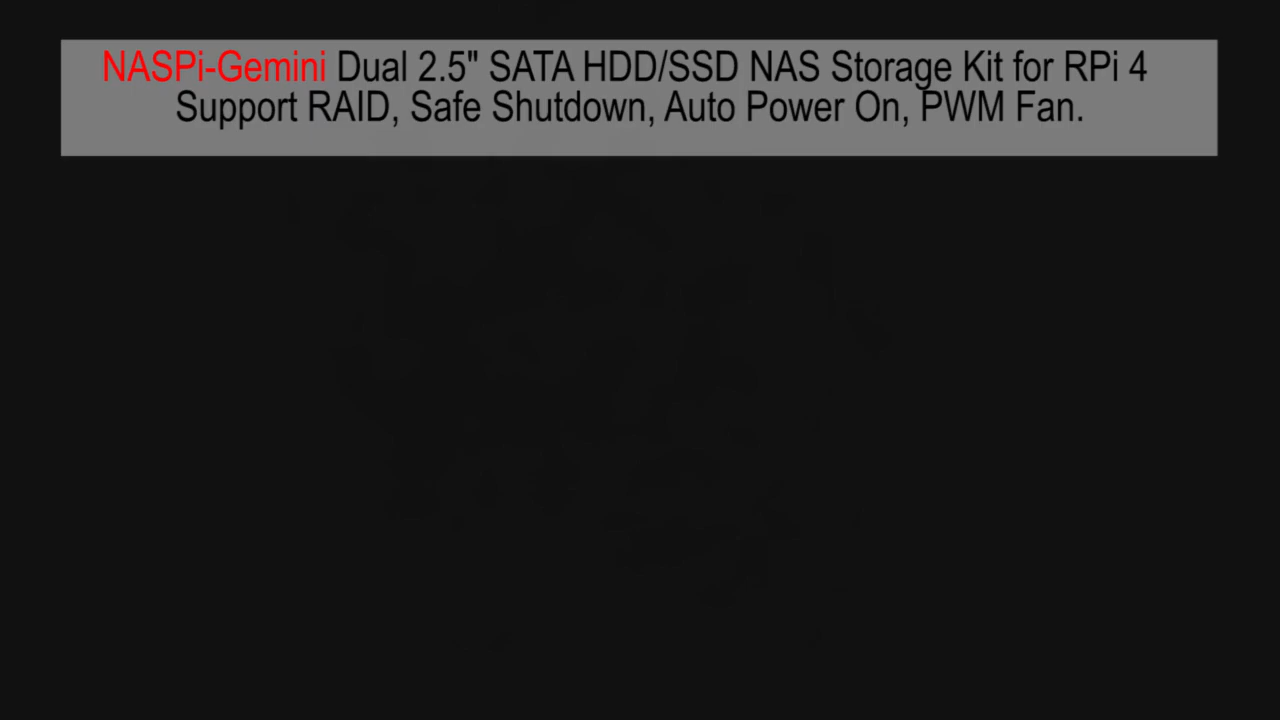 NASPi-Gemini Dual 2.5" SATA HDD/SSD NAS Storage Kit for RPi 4
Support RAID, Safe Shutdown, Auto Power On, PWM Fan.